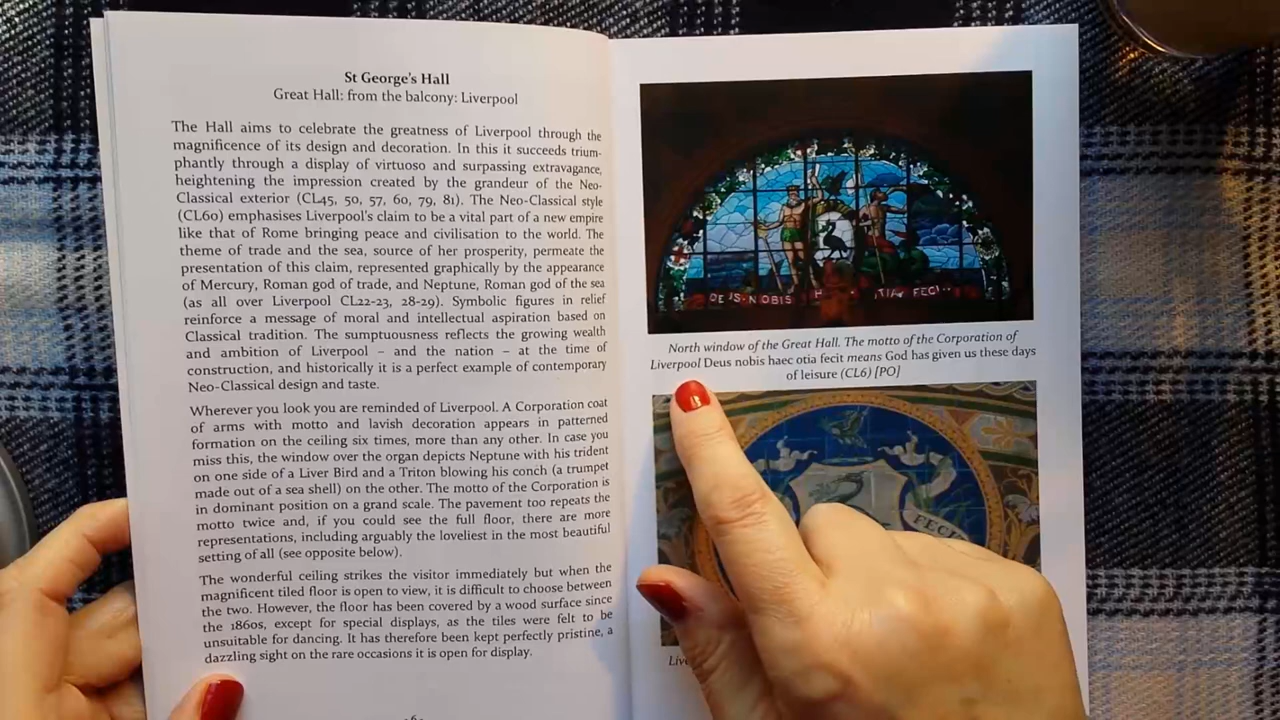 St George's Hall
Great Hall: from the balcony: Liverpool
The Hall aims to celebrate the greatness of Liverpool through the
magnificence of its design and decoration. In this it succeeds trium-
phantly through a display of virtuoso and surpassing extravagance,
heightening the impression created by the grandeur of the Neo-
Classical exterior (CL45, 50, 57, 60, 79, 81). The Neo-Classical style
(CL60) emphasises Liverpool's claim to be a vital part of a new empire
like that of Rome bringing peace and civilisation to the world. The
theme of trade and the sea, source of her prosperity, permeate the
presentation of this claim, represented graphically by the appearance
of Mercury, Roman god of trade, and Neptune, Roman god of the sea
(as all over Liverpool CL22-23, 28-29). Symbolic figures in relief
reinforce a message of moral and intellectual aspiration based on
Classical tradition. The sumptuousness reflects the growing wealth
and ambition of Liverpool – and the nation – at the time of
construction, and historically it is a perfect example of contemporary
Neo-Classical design and taste.
Wherever you look you are reminded of Liverpool. A Corporation coat
of arms with motto and lavish decoration appears in patterned
formation on the ceiling six times, more than any other. In case you
miss this, the window over the organ depicts Neptune with his trident
on one side of a Liver Bird and a Triton blowing his conch (a trumpet
made out of a sea shell) on the other. The motto of the Corporation is
in dominant position on a grand scale. The pavement too repeats the
motto twice and, if you could see the full floor, there are more
representations, including arguably the loveliest in the most beautiful
setting of all (see opposite below).
The wonderful ceiling strikes the visitor immediately but when the
magnificent tiled floor is open to view, it is difficult to choose between
the two. However, the floor has been covered by a wood surface since
the 1860s, except for special displays, as the tiles were felt to be
unsuitable for dancing. It has therefore been kept perfectly pristine, a
dazzling sight on the rare occasions it is open for display.
~6~
NOBIS FECI
North window of the Great Hall. The motto of the Corporation of
Liverpool Deus nobis haec otia fecit means God has given us these days
of leisure (CL6) [PO]
FECI